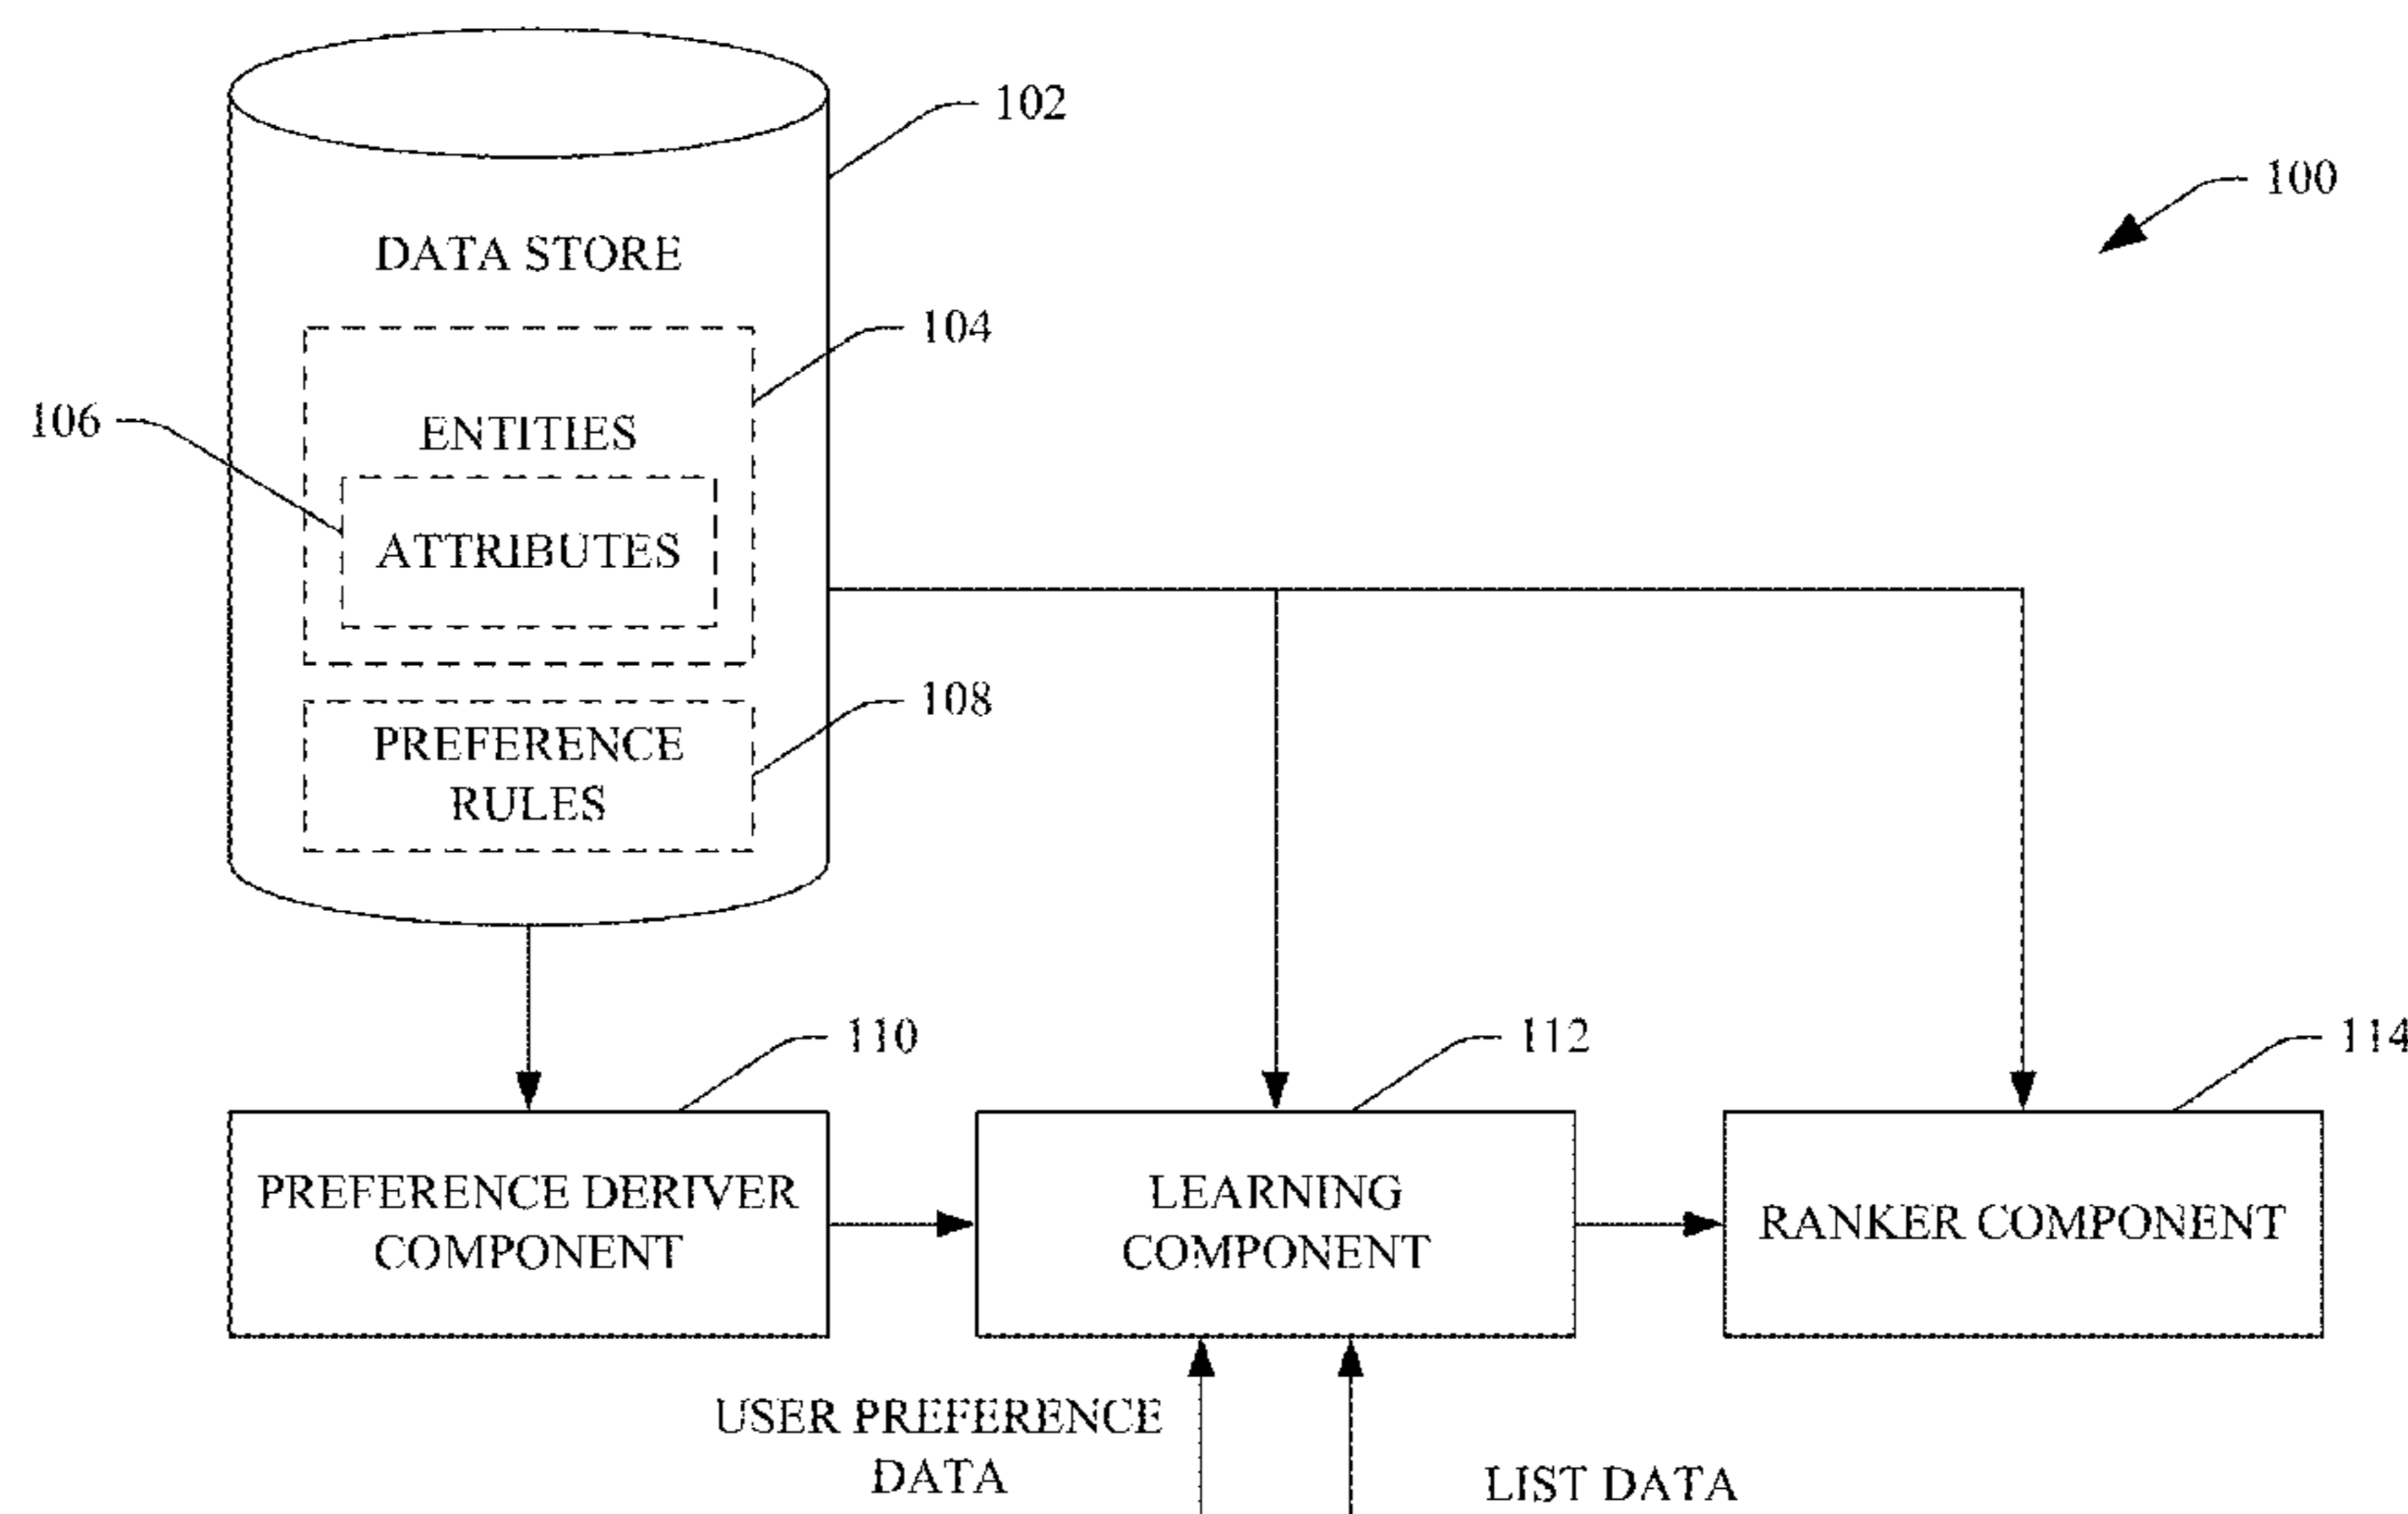 102
100
DATA STORE
104
106
ENTITIES
ATTRIBUTES
108
PREFERENCE
RULES
110
112
114
PREFERENCE DERIVER
COMPONENT
LEARNING
COMPONENT
RANKER COMPONENT
USER PREFERENCE
DATA
LIST DATA